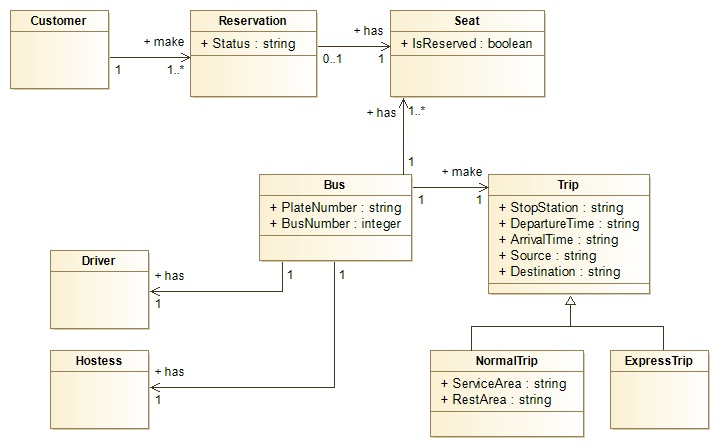 Customer
Reservation
Seat
+ Status : string
+ IsReserved : boolean
+ make
+ has
1
1..*
0..1
1
+ has
1..*
1
Bus
+ make
Trip
+ PlateNumber : string
+ BusNumber : integer
1
1
+ StopStation : string
+ DepartureTime : string
+ ArrivalTime : string
+ Source : string
+ Destination : string
Driver
+ has
1
1
1
Hostess
+ has
1
NormalTrip
ExpressTrip
+ ServiceArea : string
+ RestArea : string